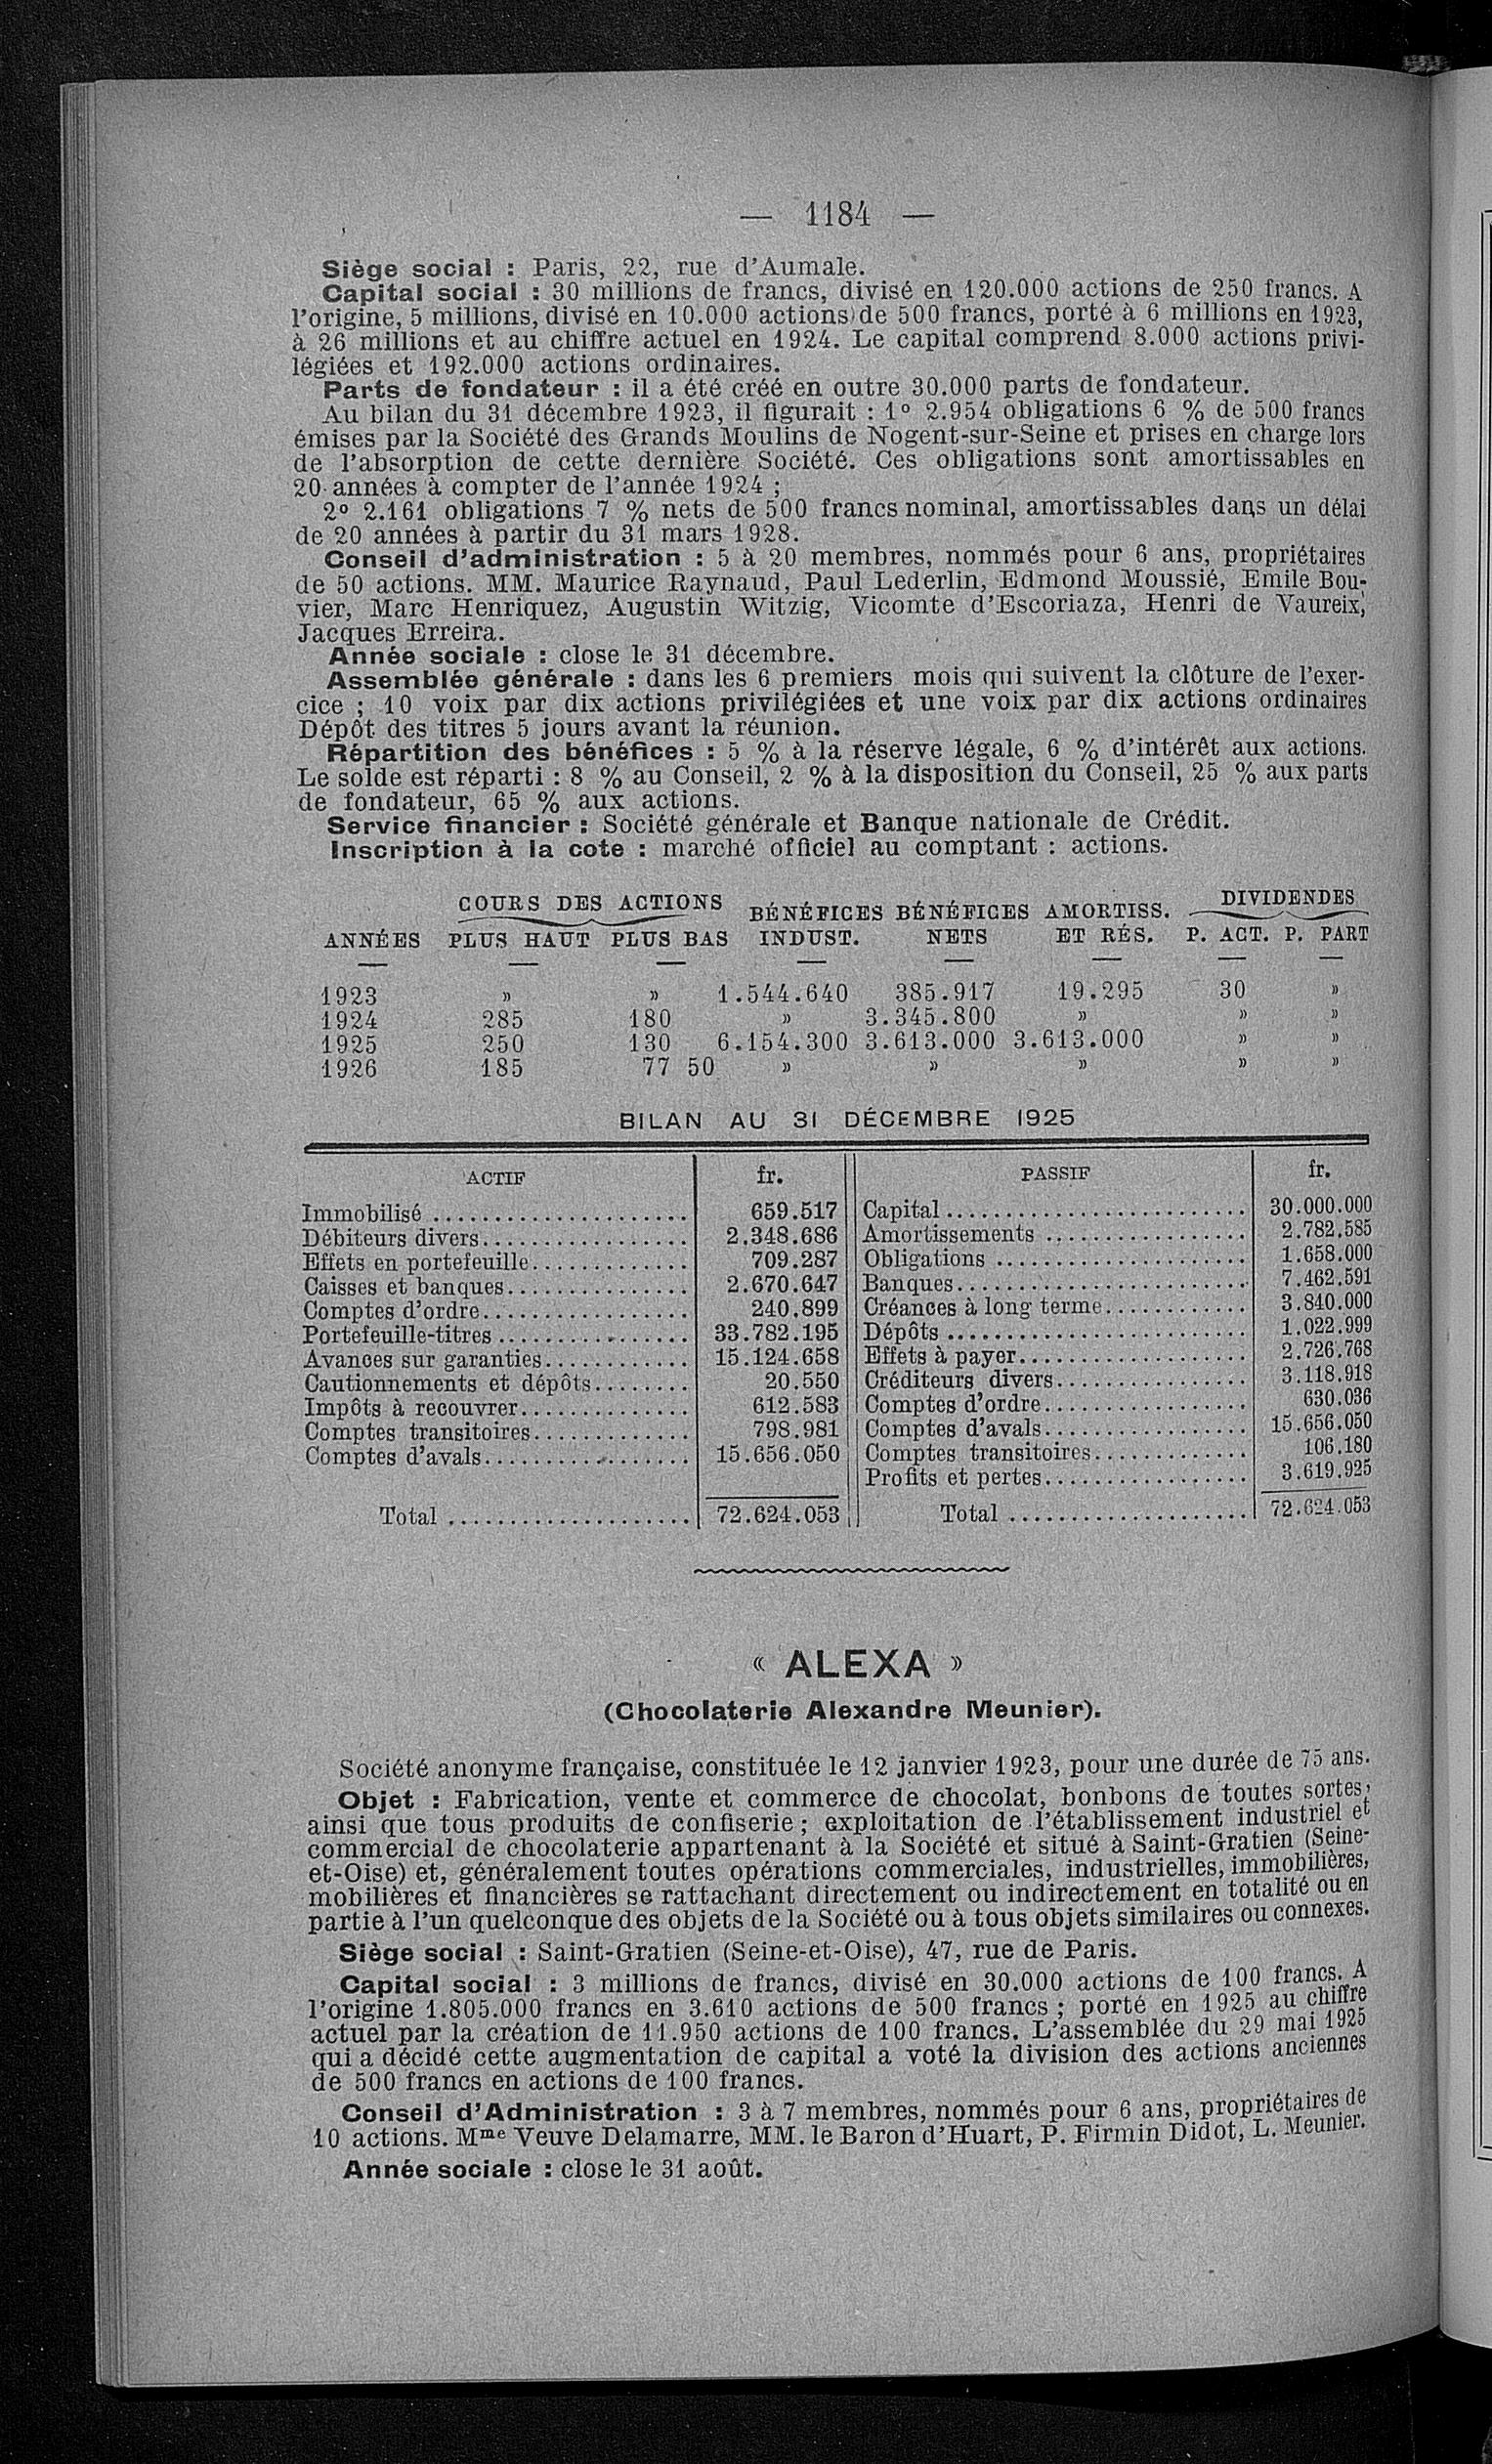 — 1184 —
Siège social : Paris, 22, rue d'Aumale.
Capital social : 30 millions de francs, divisé en 120.000 actions de 250 francs. A
l'origine, 5 millions, divisé en 10.000 actions de 500 francs, porté à 6 millions en 1923,
à 26 millions et au chiffre actuel en 1924. Le capital comprend 8.000 actions privi-
légiées et 192.000 actions ordinaires.
Parts de fondateur : il a été créé en outre 30.000 parts de fondateur.
Au bilan du 31 décembre 1923, il figurait : 1° 2.954 obligations 6 % de 500 francs
émises par la Société des Grands Moulins de Nogent-sur-Seine et prises en charge lors
de l'absorption de cette dernière Société. Ces obligations sont amortissables en
20 années à compter de l'année 1924 ;
2° 2.161 obligations 7 % nets de 500 francs nominal, amortissables dans un délai
de 20 années à partir du 31 mars 1928.
Conseil d'administration : 5 à 20 membres, nommés pour 6 ans, propriétaires
de 50 actions. MM. Maurice Raynaud, Paul Lederlin, Edmond Moussié, Emile Bou-
vier, Marc Henriquez, Augustin Witzig, Vicomte d'Escoriaza, Henri de Vaureix,
Jacques Erreira.
Année sociale : close le 31 décembre.
Assemblée générale : dans les 6 premiers mois qui suivent la clôture de l'exer-
cice ; 10 voix par dix actions privilégiées et une voix par dix actions ordinaires
Dépôt des titres 5 jours avant la réunion.
Répartition des bénéfices : 5 % à la réserve légale, 6 % d'intérêt aux actions.
Le solde est réparti : 8 % au Conseil, 2 % à la disposition du Conseil, 25 % aux parts
de fondateur, 65 % aux actions.
Service financier : Société générale et Banque nationale de Crédit.
Inscription à la cote : marché officiel au comptant : actions.
COURS DES ACTIONS BÉNÉFICES BÉNÉFICES AMORTISS. DIVIDENDES
ANNÉES PLUS HAUT PLUS BAS INDUST. NETS ET RÉS. P. ACT. P. PART
1923 » » 1.544.640 385.917 19.295 30 »
1924 285 180 » 3.345.800 » » »
1925 250 130 6.154.300 3.613.000 3.613.000 » »
1926 185 77 50 » » » » »
BILAN AU 31 DÉCEMBRE 1925
ACTIF fr. PASSIF fr.
Immobilisé ..................... 659.517 Capital ......................... 30.000.000
Débiteurs divers................. 2.348.686 Amortissements ................. 2.782.585
Effets en portefeuille............. 709.287 Obligations ..................... 1.658.000
Caisses et banques............... 2.670.647 Banques........................ 7.462.591
Comptes d'ordre................. 240.899 Créances à long terme............ 3.840.000
Portefeuille-titres ................ 33.782.195 Dépôts ......................... 1.022.999
Avances sur garanties............ 15.124.658 Effets à payer................... 2.726.768
Cautionnements et dépôts........ 20.550 Créditeurs divers................ 3.118.918
Impôts à recouvrer.............. 612.583 Comptes d'ordre................. 630.036
Comptes transitoires............. 798.981 Comptes d'avals................. 15.656.050
Comptes d'avals................. 15.656.050 Comptes transitoires............. 106.180
Profits et pertes................. 3.619.925
Total .................... 72.624.053 Total .................... 72.624.053
« ALEXA »
(Chocolaterie Alexandre Meunier).
Société anonyme française, constituée le 12 janvier 1923, pour une durée de 75 ans.
Objet : Fabrication, vente et commerce de chocolat, bonbons de toutes sortes,
ainsi que tous produits de confiserie ; exploitation de l'établissement industriel et
commercial de chocolaterie appartenant à la Société et situé à Saint-Gratien (Seine-
et-Oise) et, généralement toutes opérations commerciales, industrielles, immobilières,
mobilières et financières se rattachant directement ou indirectement en totalité ou en
partie à l'un quelconque des objets de la Société ou à tous objets similaires ou connexes.
Siège social : Saint-Gratien (Seine-et-Oise), 47, rue de Paris.
Capital social : 3 millions de francs, divisé en 30.000 actions de 100 francs. A
l'origine 1.805.000 francs en 3.610 actions de 500 francs ; porté en 1925 au chiffre
actuel par la création de 11.950 actions de 100 francs. L'assemblée du 29 mai 1925
qui a décidé cette augmentation de capital a voté la division des actions anciennes
de 500 francs en actions de 100 francs.
Conseil d'Administration : 3 à 7 membres, nommés pour 6 ans, propriétaires de
10 actions. Mme Veuve Delamarre, MM. le Baron d'Huart, P. Firmin Didot, L. Meunier.
Année sociale : close le 31 août.